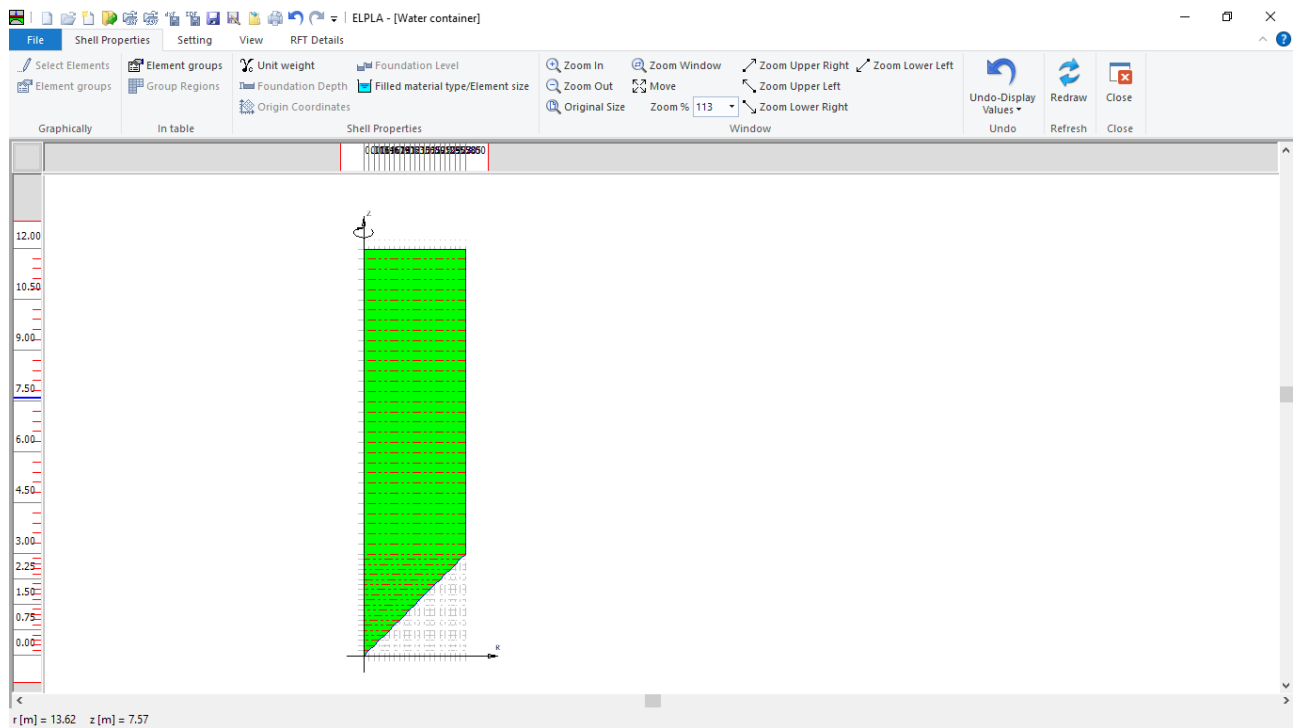 ELPLA - [Water container]
File Shell Properties Setting View RFT Details
Select Elements Element groups Unit weight Foundation Level Zoom In Zoom Window Zoom Upper Right Zoom Lower Left
Element groups Group Regions Foundation Depth Filled material type/Element size Zoom Out Move Zoom Upper Left
Origin Coordinates Original Size Zoom % 113 Zoom Lower Right
Undo-Display Values Redraw Close
Graphically In table Shell Properties Window Undo Refresh Close
Z
12.00
10.50
9.00
7.50
6.00
4.50
3.00
2.25
1.50
0.75
0.00
R
r [m] = 13.62 z [m] = 7.57